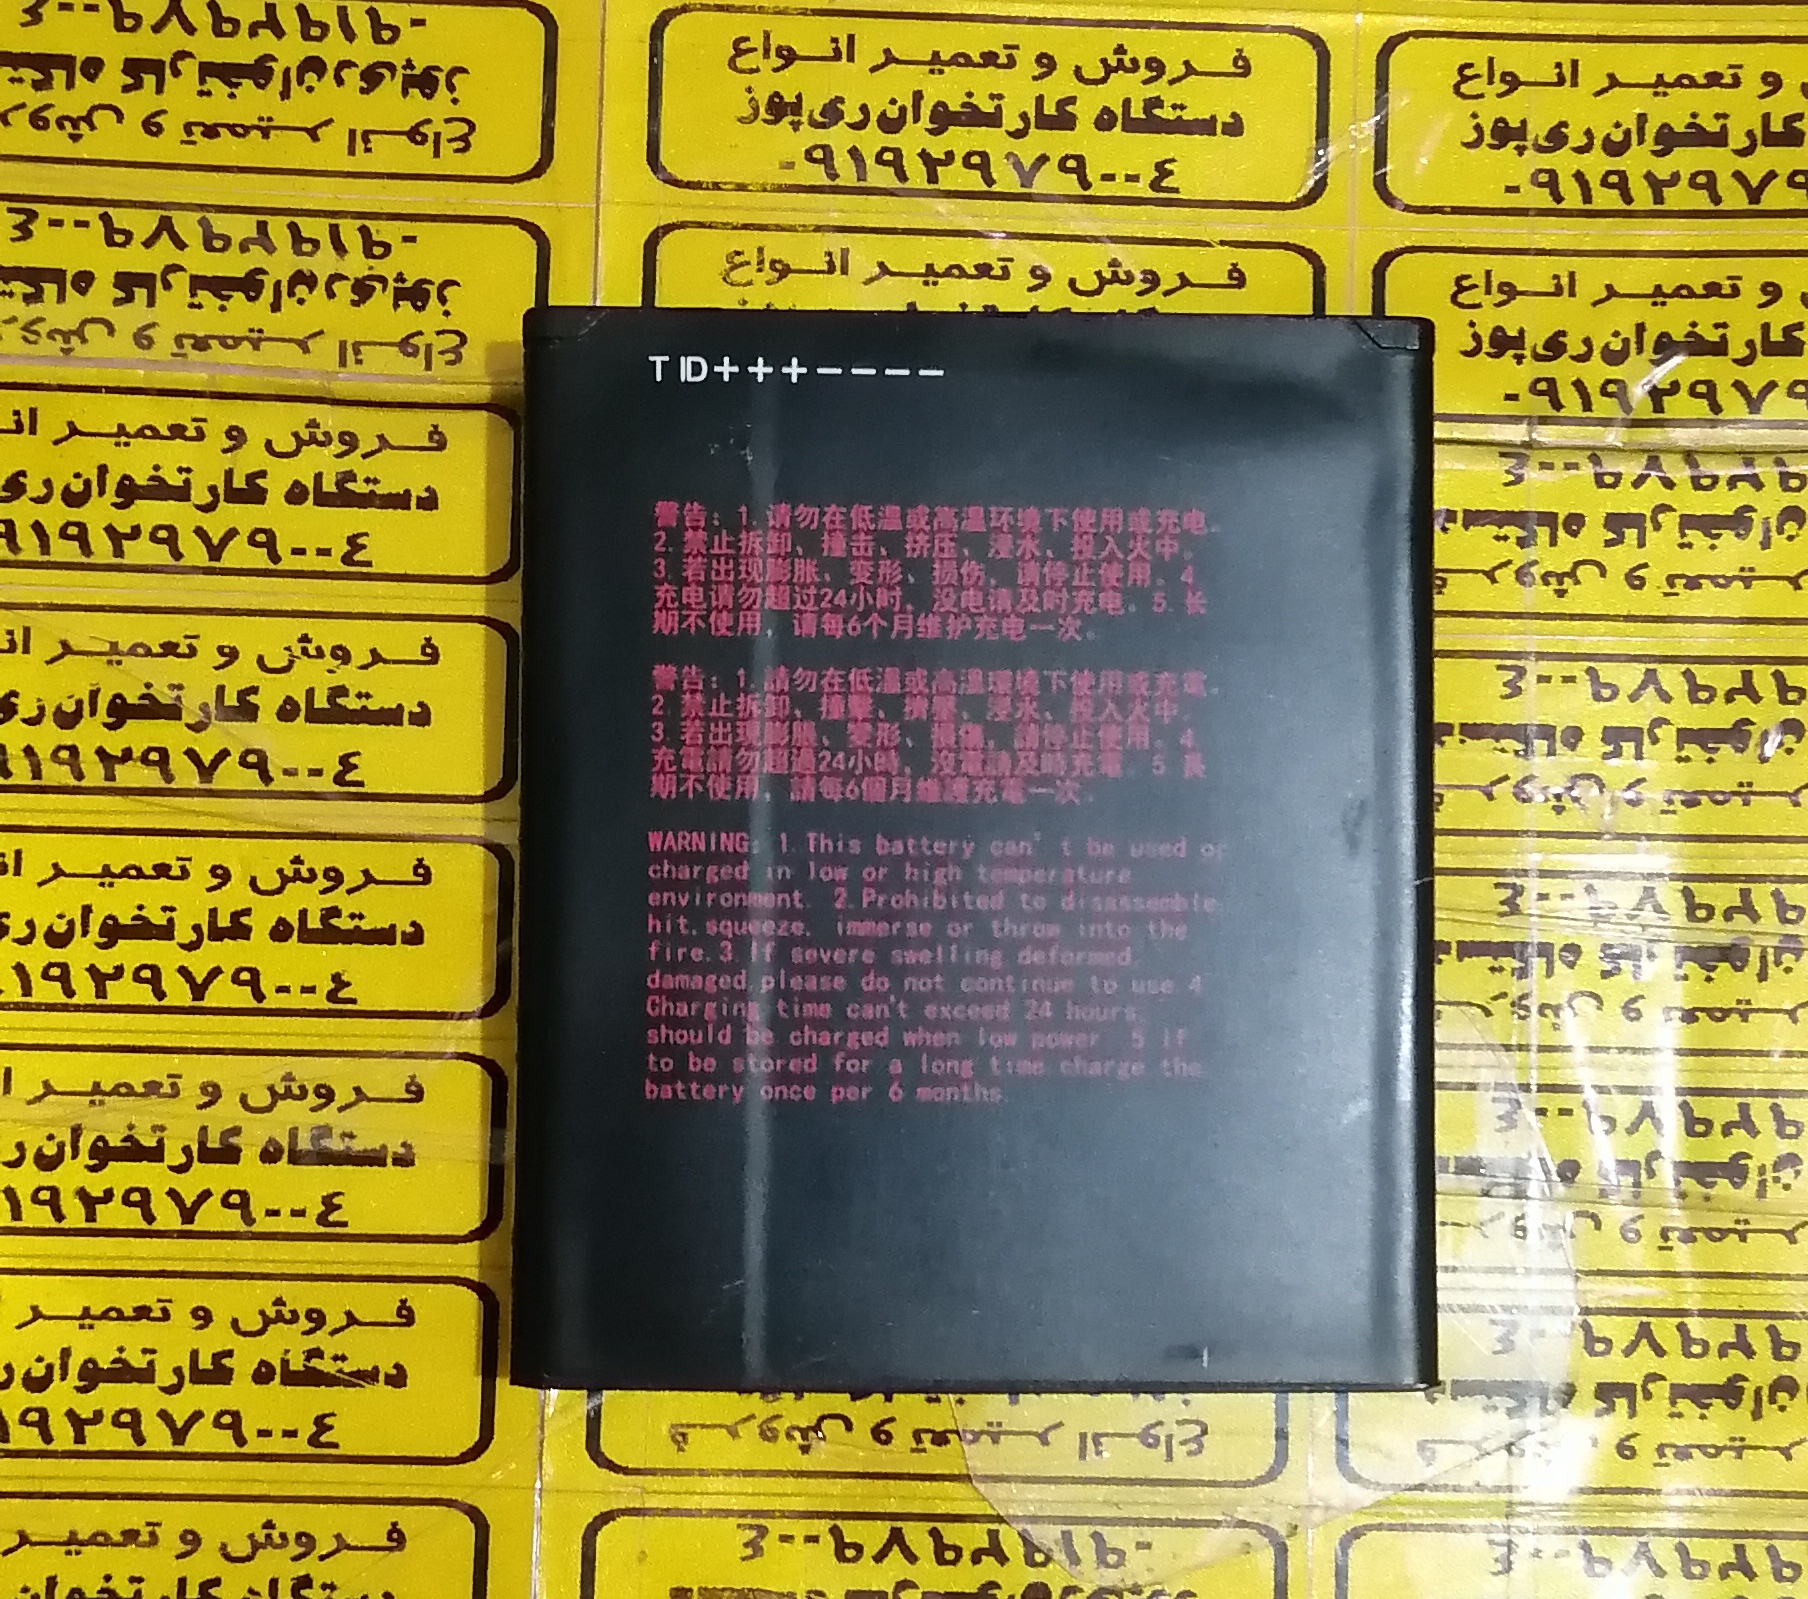 فروش و تعمیر انواع
دستگاه کارتخوان ری‌پوز
۰۹۱۹۲۹۷۹۰۰٤
T ID+++----
警告：1.请勿在低温或高温环境下使用或充电。
2.禁止拆卸、撞击、挤压、浸水、投入火中。
3.若出现膨胀、变形、损伤，请停止使用。4.
充电请勿超过24小时，没电请及时充电。5.长
期不使用，请每6个月维护充电一次。
警告：1.請勿在低溫或高溫環境下使用或充電。
2.禁止拆卸、撞擊、擠壓、浸水、投入火中。
3.若出現膨脹、變形、損傷，請停止使用。4.
充電請勿超過24小時，沒電請及時充電。5.長
期不使用，請每6個月維護充電一次。
WARNING: 1.This battery can't be used or
charged in low or high temperature
environment. 2.Prohibited to disassemble,
hit,squeeze, immerse or throw into the
fire.3.If severe swelling deformed,
damaged,please do not continue to use.4.
Charging time can't exceed 24 hours,
should be charged when low power. 5.If
to be stored for a long time charge the
battery once per 6 months.